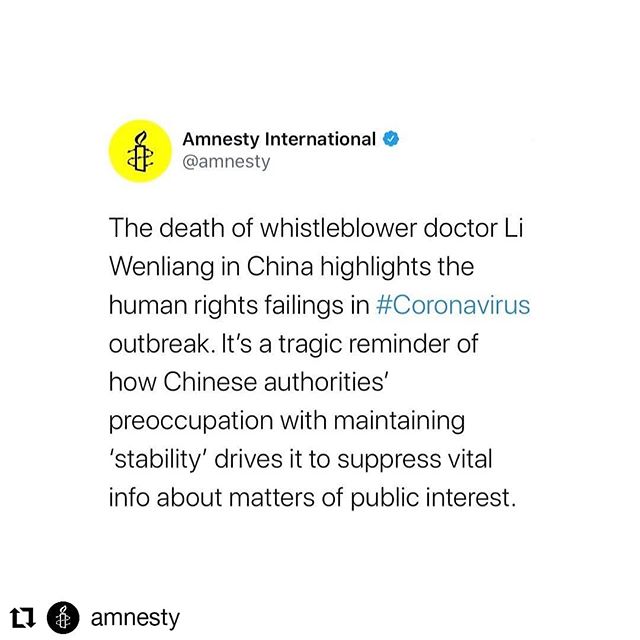 Amnesty International
@amnesty
The death of whistleblower doctor Li
Wenliang in China highlights the
human rights failings in #Coronavirus
outbreak. It’s a tragic reminder of
how Chinese authorities’
preoccupation with maintaining
‘stability’ drives it to suppress vital
info about matters of public interest.
amnesty